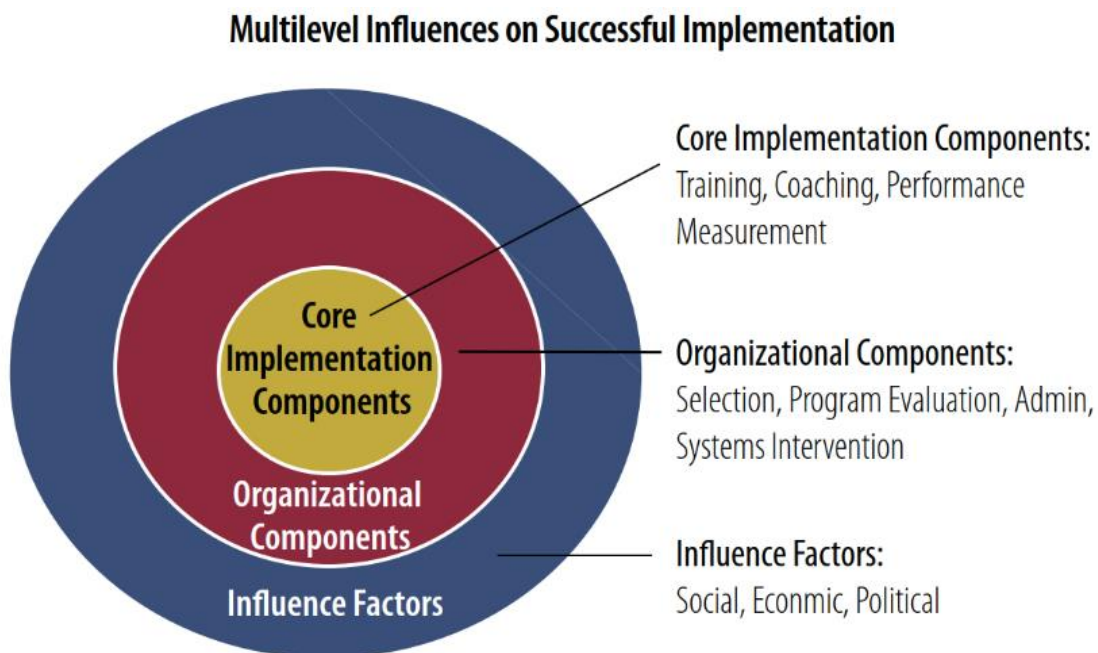 Multilevel Influences on Successful Implementation
Core
Implementation
Components
Organizational
Components
Influence Factors
Core Implementation Components:
Training, Coaching, Performance
Measurement
Organizational Components:
Selection, Program Evaluation, Admin,
Systems Intervention
Influence Factors:
Social, Econmic, Political